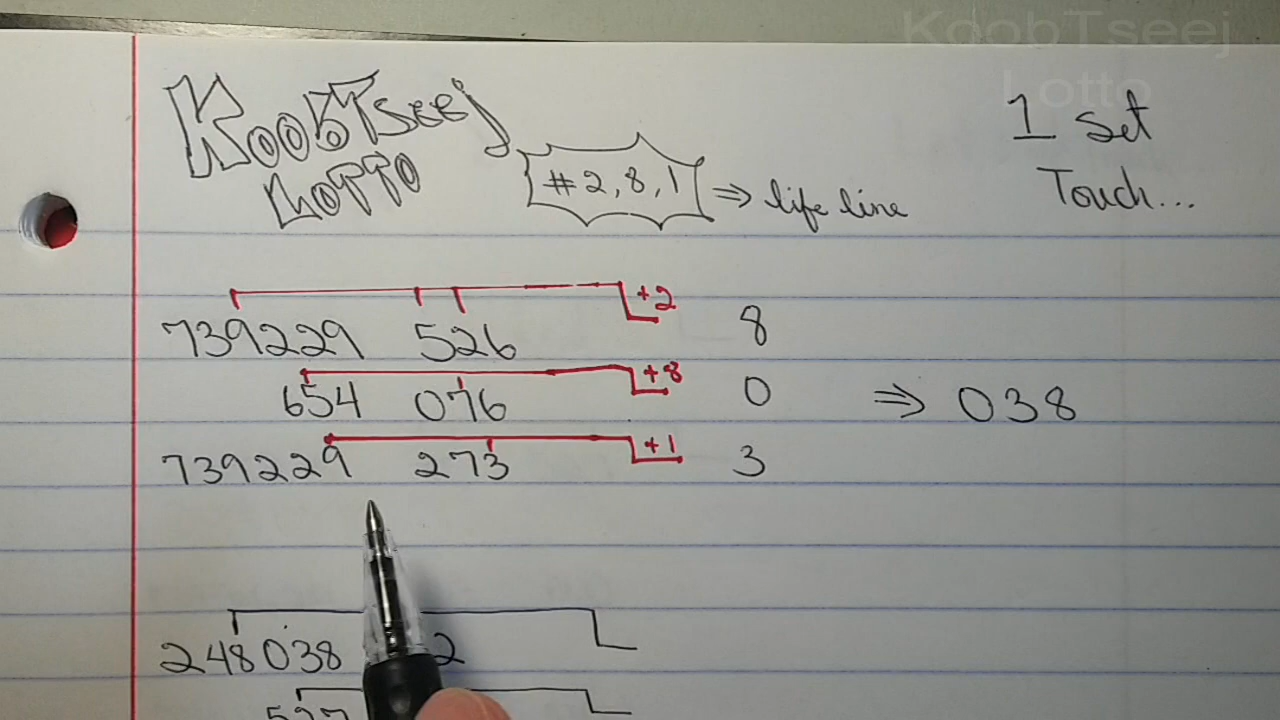 KoobTseej
Lotto
KoobTseej
LOTTO
#2,8,1 ⇒ life line
1 Set
Touch...
739229 526 +2 8
654 076 +8 0 ⇒ 038
739229 273 +1 3
248038 2